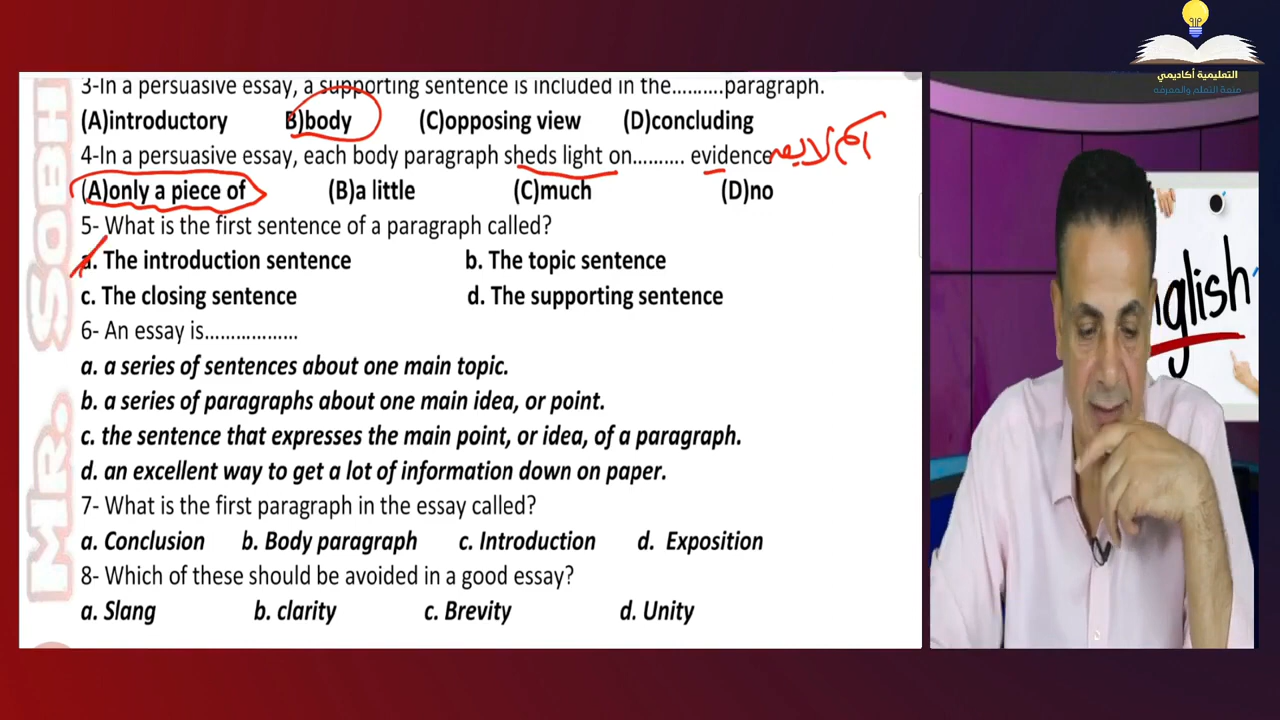 التعليمية أكاديمي
منصة التعلم والمعرفة
Mr. SOBH
3-In a persuasive essay, a supporting sentence is included in the.........paragraph.
(A)introductory B)body (C)opposing view (D)concluding
4-In a persuasive essay, each body paragraph sheds light on.......... evidence
(A)only a piece of (B)a little (C)much (D)no
5- What is the first sentence of a paragraph called?
a. The introduction sentence b. The topic sentence
c. The closing sentence d. The supporting sentence
6- An essay is..................
a. a series of sentences about one main topic.
b. a series of paragraphs about one main idea, or point.
c. the sentence that expresses the main point, or idea, of a paragraph.
d. an excellent way to get a lot of information down on paper.
7- What is the first paragraph in the essay called?
a. Conclusion b. Body paragraph c. Introduction d. Exposition
8- Which of these should be avoided in a good essay?
a. Slang b. clarity c. Brevity d. Unity
nglish